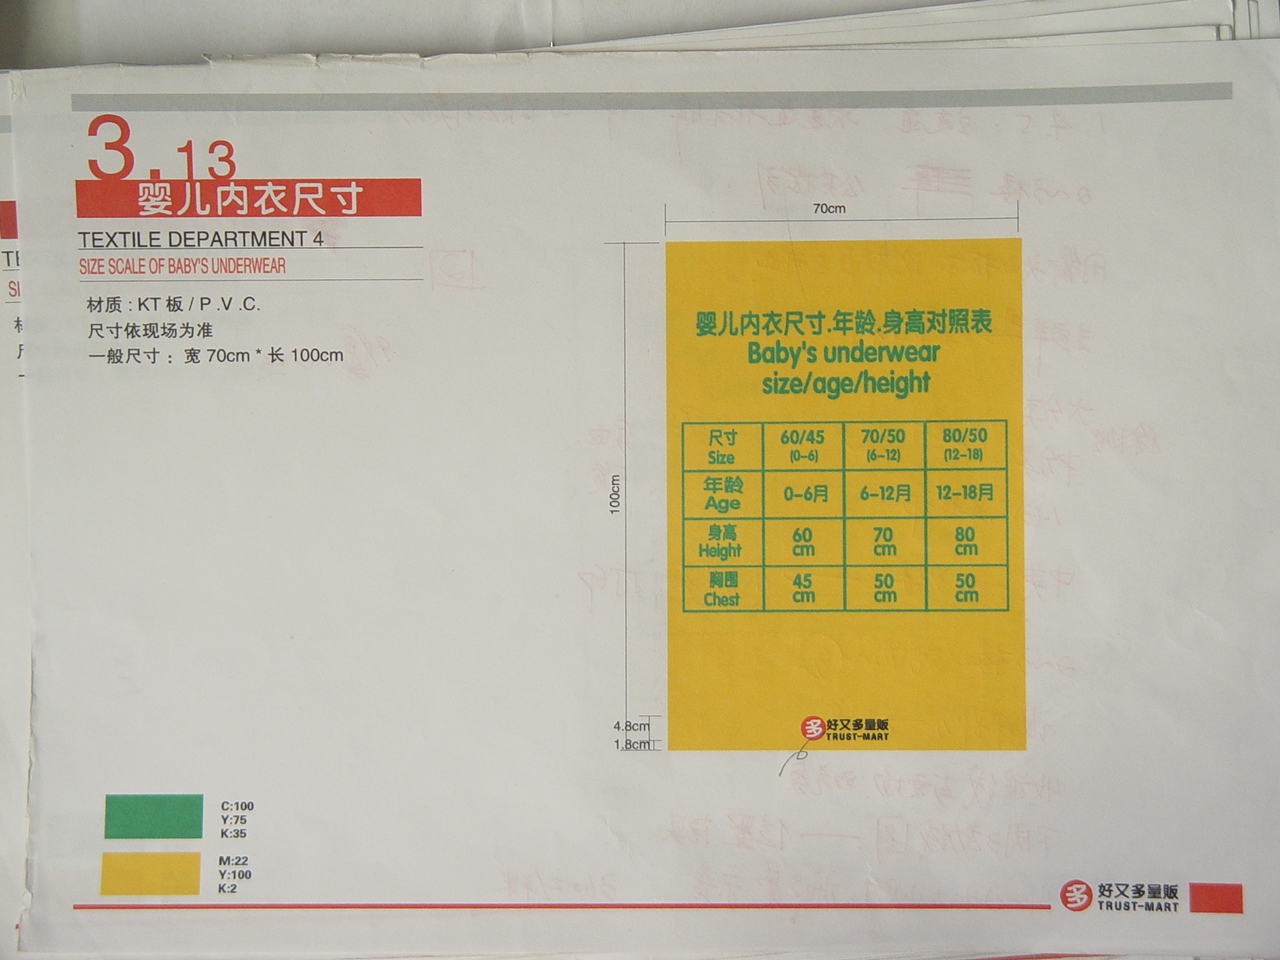 3.13
婴儿内衣尺寸
TEXTILE DEPARTMENT 4
SIZE SCALE OF BABY'S UNDERWEAR
材质 : KT 板 / P .V .C.
尺寸依现场为准
一般尺寸 : 宽 70cm * 长 100cm
70cm
100cm
4.8cm
1.8cm
婴儿内衣尺寸.年龄.身高对照表
Baby's underwear
size/age/height
尺寸 60/45 70/50 80/50
Size (0-6) (6-12) (12-18)
年龄 0-6月 6-12月 12-18月
Age
身高 60 70 80
Height cm cm cm
胸围 45 50 50
Chest cm cm cm
多 好又多量贩
TRUST-MART
C:100
Y:75
K:35
M:22
Y:100
K:2
多 好又多量贩
TRUST-MART